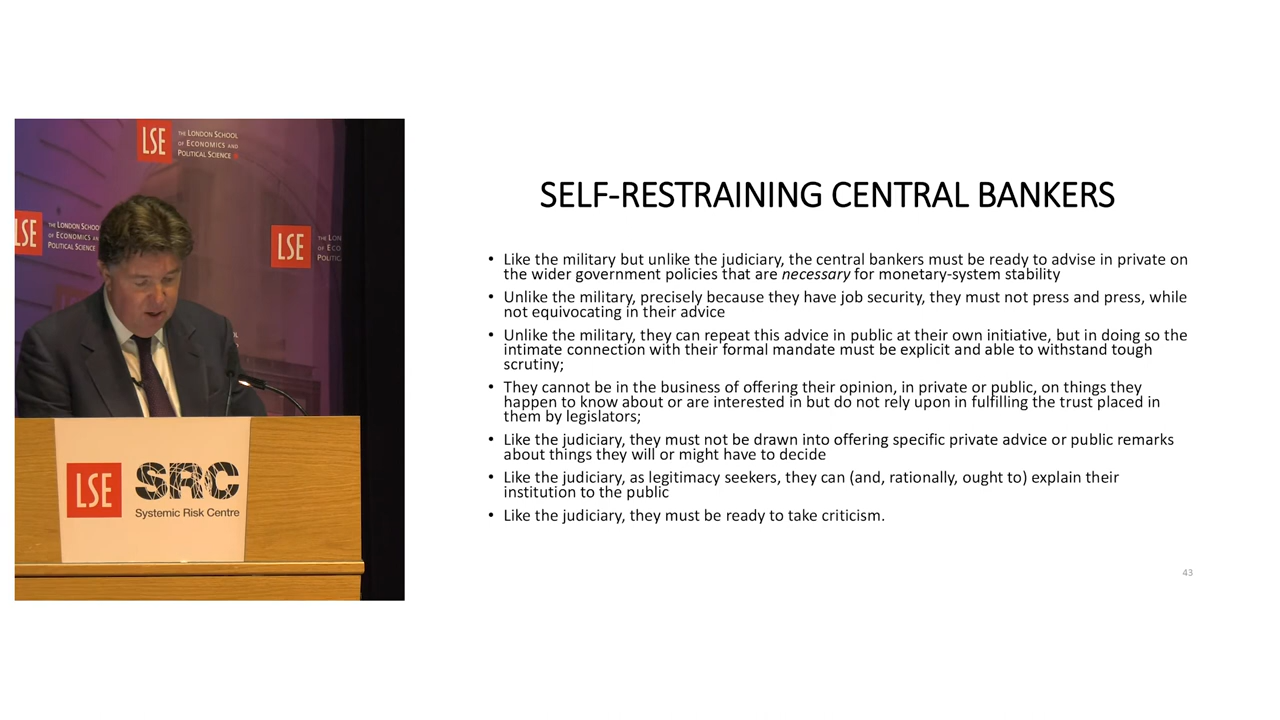 LSE
THE LONDON SCHOOL
OF ECONOMICS AND
POLITICAL SCIENCE
LSE
THE LONDON SCHOO
OF ECONOMICS A
POLITICAL SCIENCE
LSE
THE LON
OF ECO
POLITIC
LSE
SRC
Systemic Risk Centre
SELF-RESTRAINING CENTRAL BANKERS
• Like the military but unlike the judiciary, the central bankers must be ready to advise in private on
the wider government policies that are necessary for monetary-system stability
• Unlike the military, precisely because they have job security, they must not press and press, while
not equivocating in their advice
• Unlike the military, they can repeat this advice in public at their own initiative, but in doing so the
intimate connection with their formal mandate must be explicit and able to withstand tough
scrutiny;
• They cannot be in the business of offering their opinion, in private or public, on things they
happen to know about or are interested in but do not rely upon in fulfilling the trust placed in
them by legislators;
• Like the judiciary, they must not be drawn into offering specific private advice or public remarks
about things they will or might have to decide
• Like the judiciary, as legitimacy seekers, they can (and, rationally, ought to) explain their
institution to the public
• Like the judiciary, they must be ready to take criticism.
43